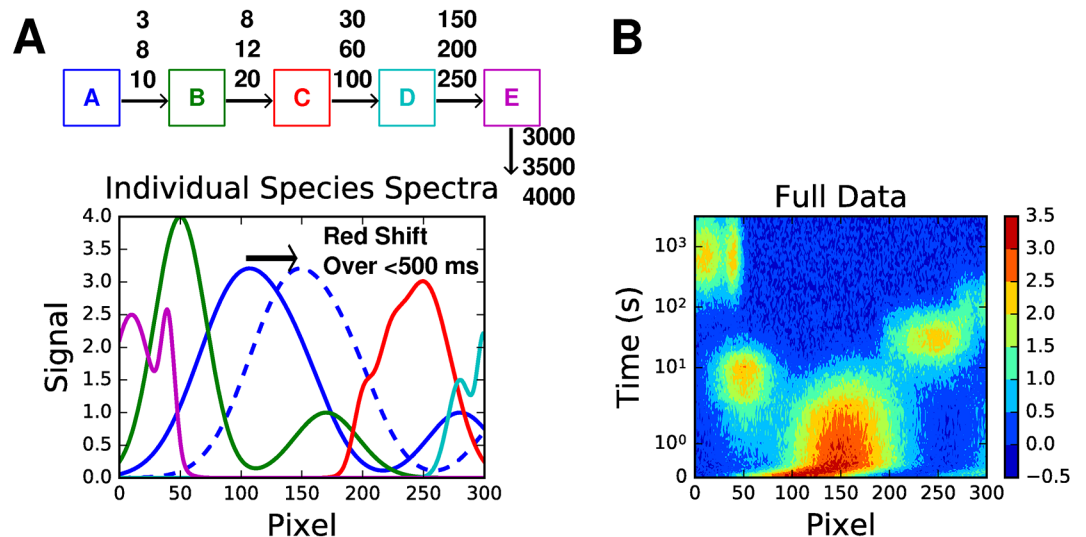 A
3 8 30 150
8 12 60 200
10 20 100 250
A B C D E
3000
3500
4000
Individual Species Spectra
Red Shift
Over <500 ms
4.0
3.5
3.0
2.5
2.0
1.5
1.0
0.5
0.0
Signal
0 50 100 150 200 250 300
Pixel
B
Full Data
10³
10²
10¹
10⁰
0
Time (s)
0 50 100 150 200 250 300
Pixel
3.5
3.0
2.5
2.0
1.5
1.0
0.5
0.0
−0.5